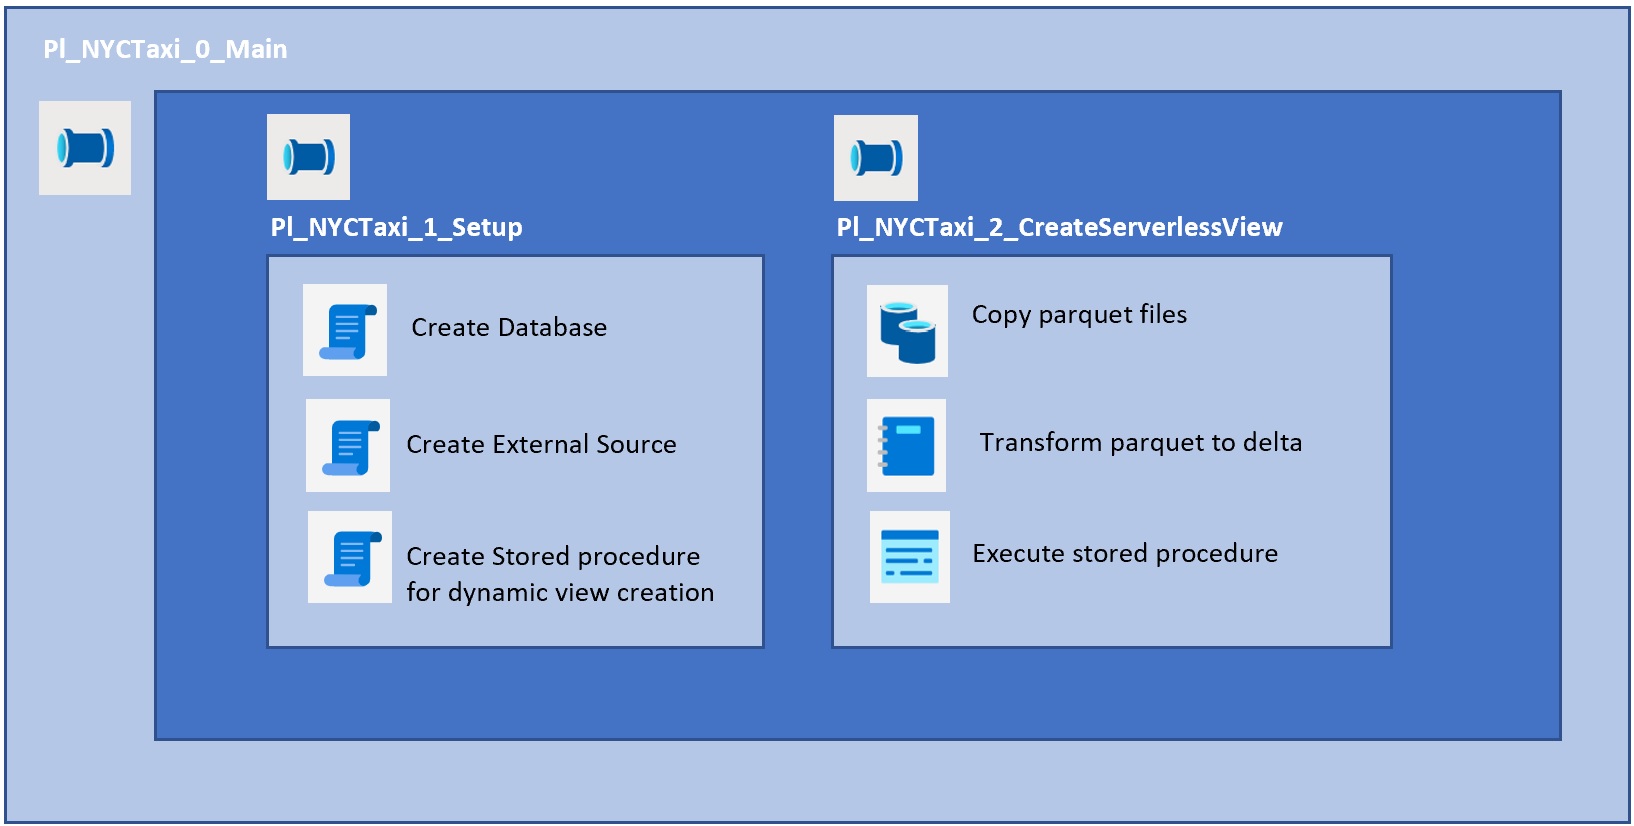 Pl_NYCTaxi_0_Main
Pl_NYCTaxi_1_Setup
Create Database
Create External Source
Create Stored procedure
for dynamic view creation
Pl_NYCTaxi_2_CreateServerlessView
Copy parquet files
Transform parquet to delta
Execute stored procedure